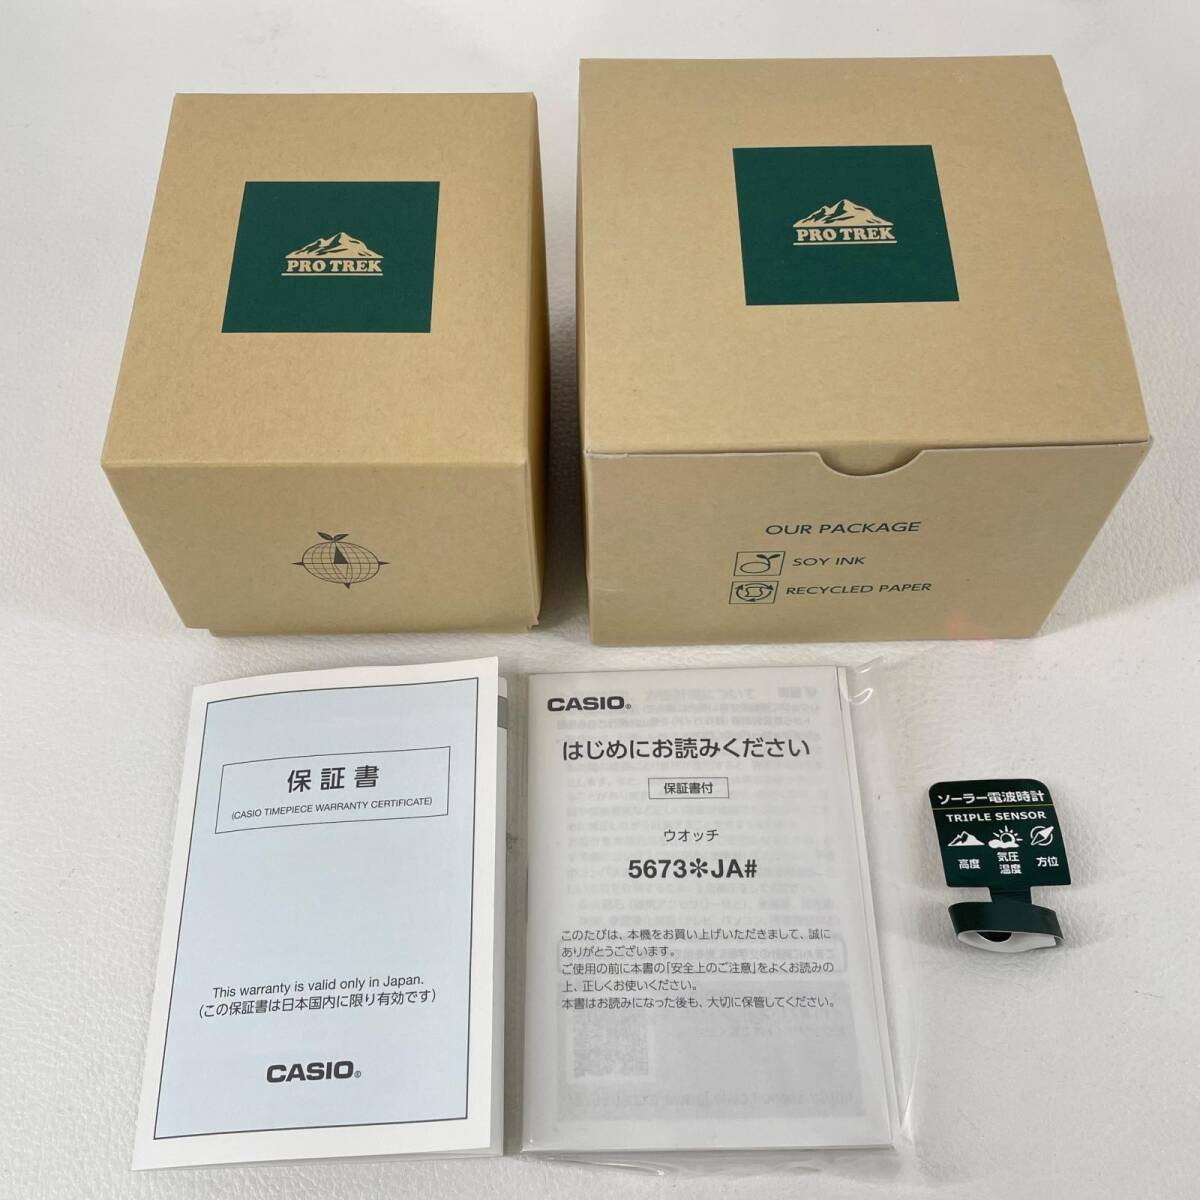 PRO TREK
PRO TREK
OUR PACKAGE
SOY INK
RECYCLED PAPER
保証書
(CASIO TIMEPIECE WARRANTY CERTIFICATE)
This warranty is valid only in Japan.
(この保証書は日本国内に限り有効です)
CASIO®
CASIO®
はじめにお読みください
保証書付
ウオッチ
5673✻JA#
このたびは、本機をお買い上げいただきまして、誠に
ありがとうございます。
ご使用の前に本書の「安全上のご注意」をよくお読みの
上、正しくお使いください。
本書はお読みになった後も、大切に保管してください。
ソーラー電波時計
TRIPLE SENSOR
高度
気圧
温度
方位